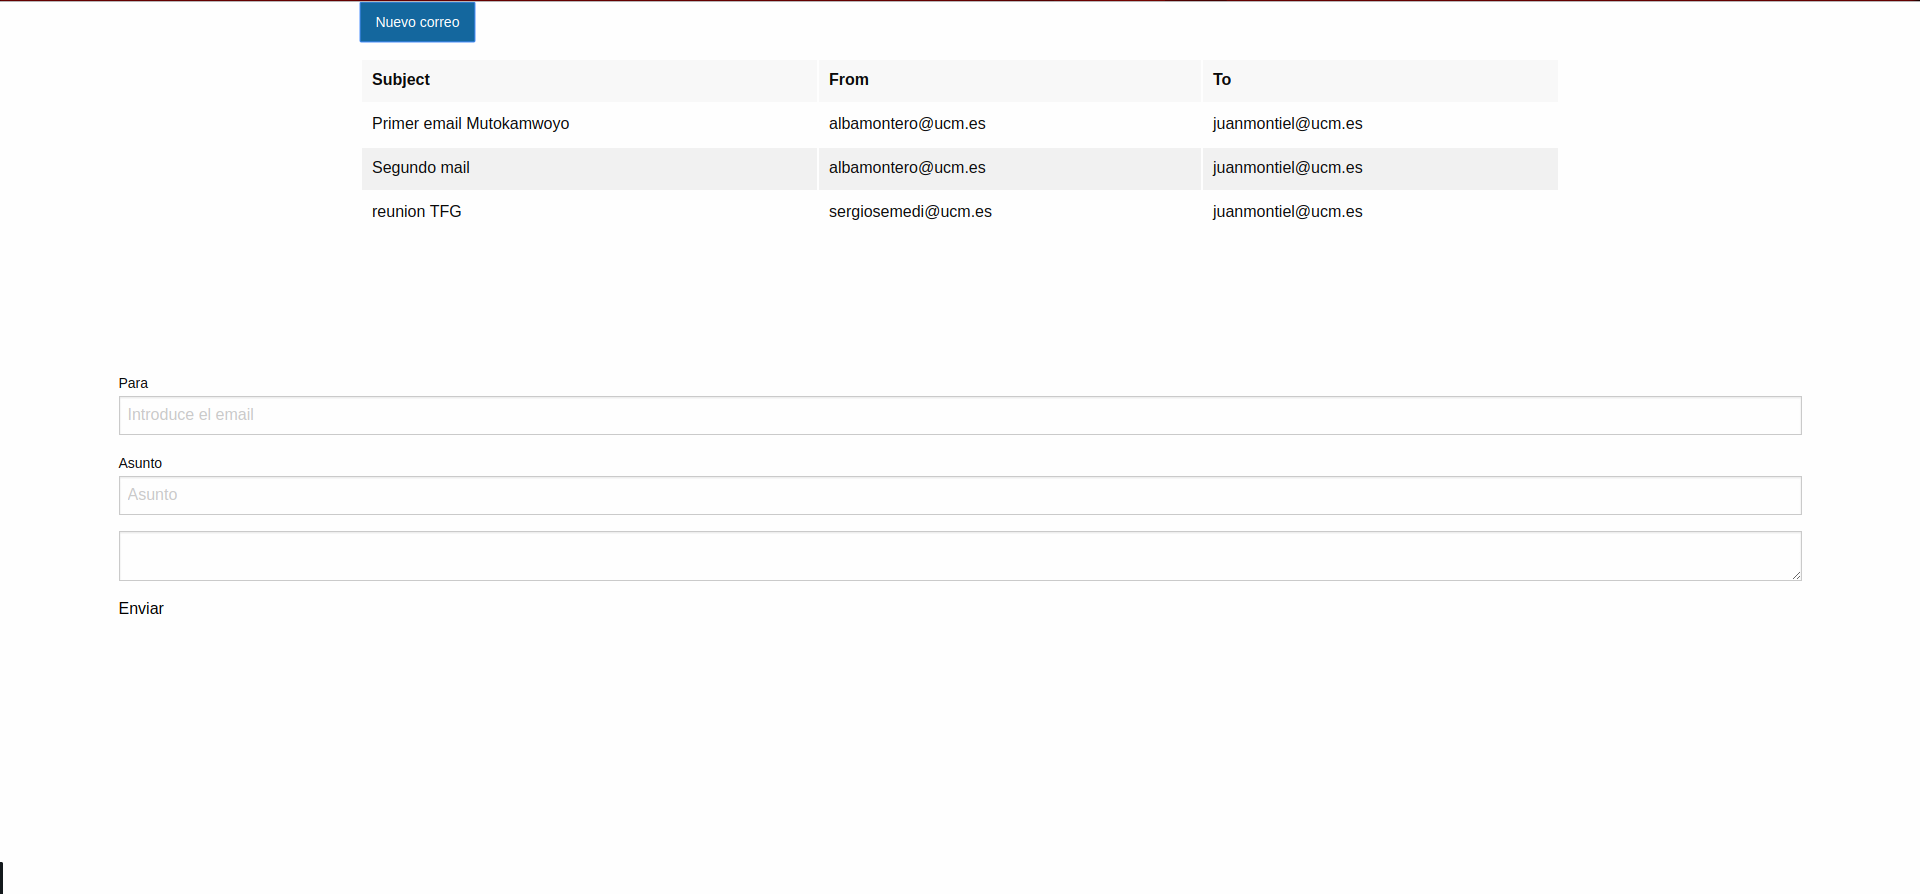 Nuevo correo
Subject From To
Primer email Mutokamwoyo albamontero@ucm.es juanmontiel@ucm.es
Segundo mail albamontero@ucm.es juanmontiel@ucm.es
reunion TFG sergiosemedi@ucm.es juanmontiel@ucm.es
Para
Introduce el email
Asunto
Asunto
Enviar